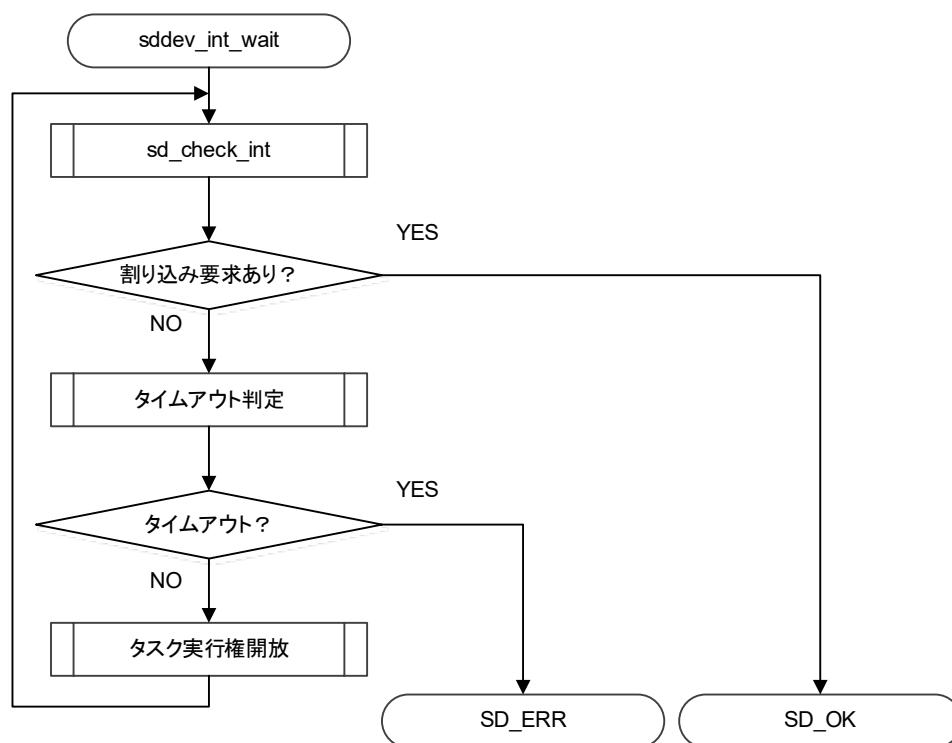 sddev_int_wait
sd_check_int
YES
割り込み要求あり？
NO
タイムアウト判定
YES
タイムアウト？
NO
タスク実行権開放
SD_ERR
SD_OK